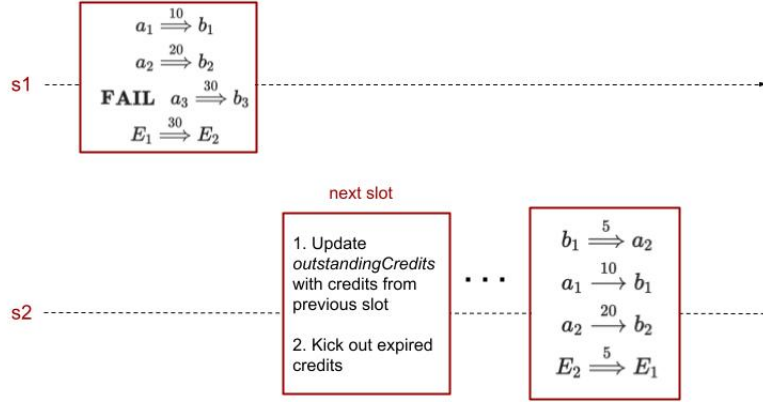 s1
a₁ ⟹ b₁ 10
a₂ ⟹ b₂ 20
FAIL a₃ ⟹ b₃ 30
E₁ ⟹ E₂ 30
next slot
s2
1. Update
outstandingCredits
with credits from
previous slot
2. Kick out expired
credits
...
b₁ ⟹ a₂ 5
a₁ ⟶ b₁ 10
a₂ ⟶ b₂ 20
E₂ ⟹ E₁ 5